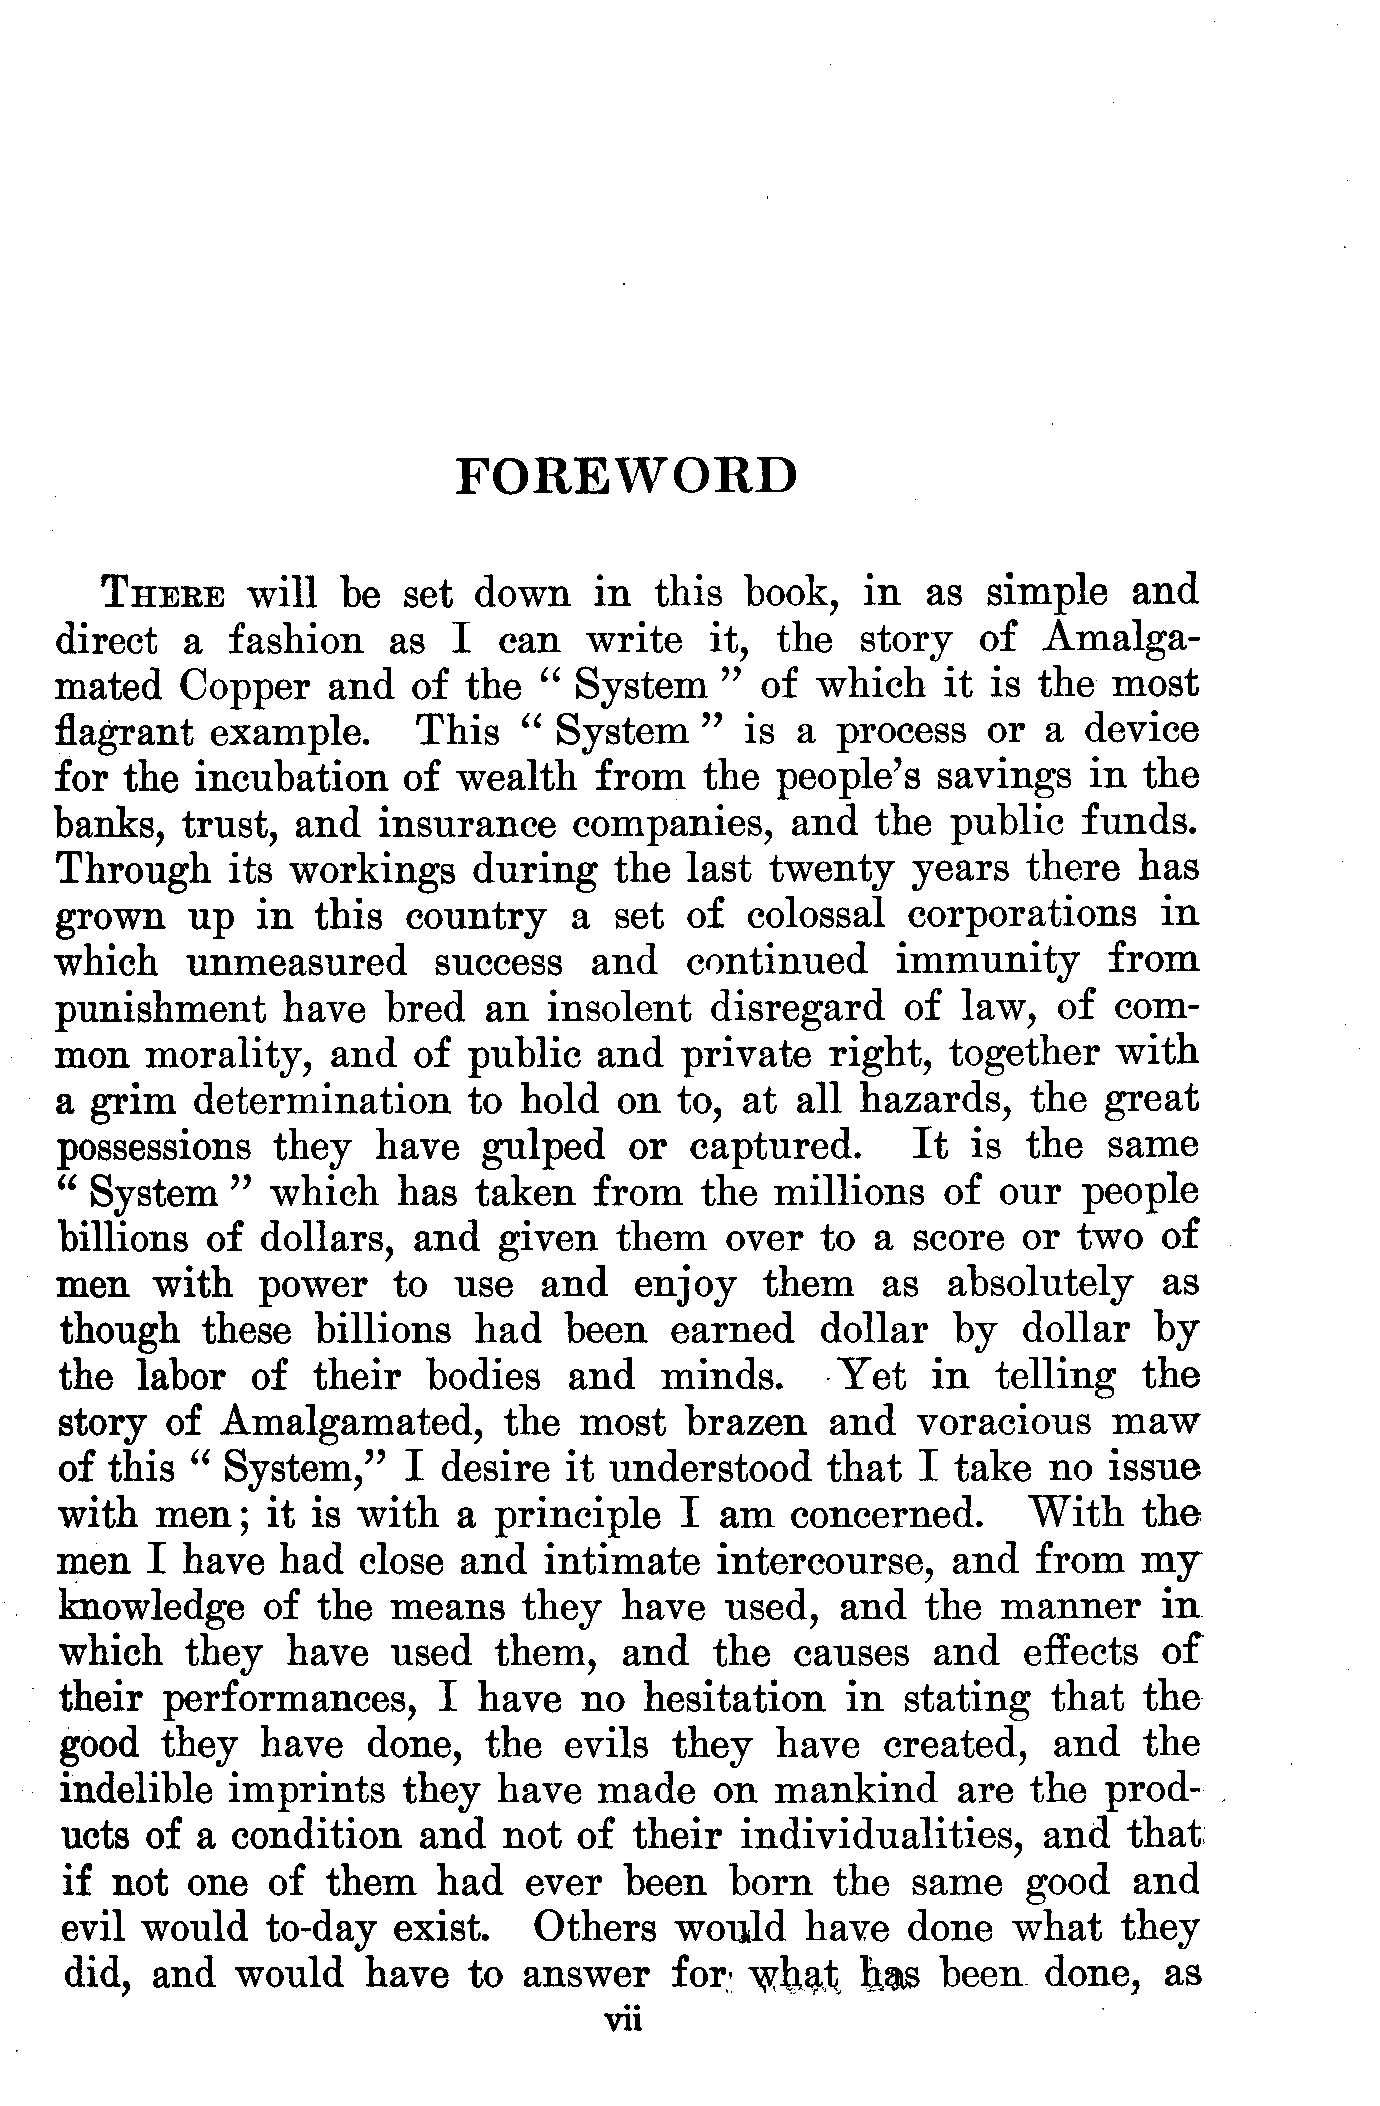 FOREWORD
THERE will be set down in this book, in as simple and
direct a fashion as I can write it, the story of Amalga-
mated Copper and of the “ System ” of which it is the most
flagrant example. This “ System ” is a process or a device
for the incubation of wealth from the people’s savings in the
banks, trust, and insurance companies, and the public funds.
Through its workings during the last twenty years there has
grown up in this country a set of colossal corporations in
which unmeasured success and continued immunity from
punishment have bred an insolent disregard of law, of com-
mon morality, and of public and private right, together with
a grim determination to hold on to, at all hazards, the great
possessions they have gulped or captured. It is the same
“ System ” which has taken from the millions of our people
billions of dollars, and given them over to a score or two of
men with power to use and enjoy them as absolutely as
though these billions had been earned dollar by dollar by
the labor of their bodies and minds. Yet in telling the
story of Amalgamated, the most brazen and voracious maw
of this “ System,” I desire it understood that I take no issue
with men; it is with a principle I am concerned. With the
men I have had close and intimate intercourse, and from my
knowledge of the means they have used, and the manner in
which they have used them, and the causes and effects of
their performances, I have no hesitation in stating that the
good they have done, the evils they have created, and the
indelible imprints they have made on mankind are the prod-
ucts of a condition and not of their individualities, and that
if not one of them had ever been born the same good and
evil would to-day exist. Others would have done what they
did, and would have to answer for what has been done, as
vii